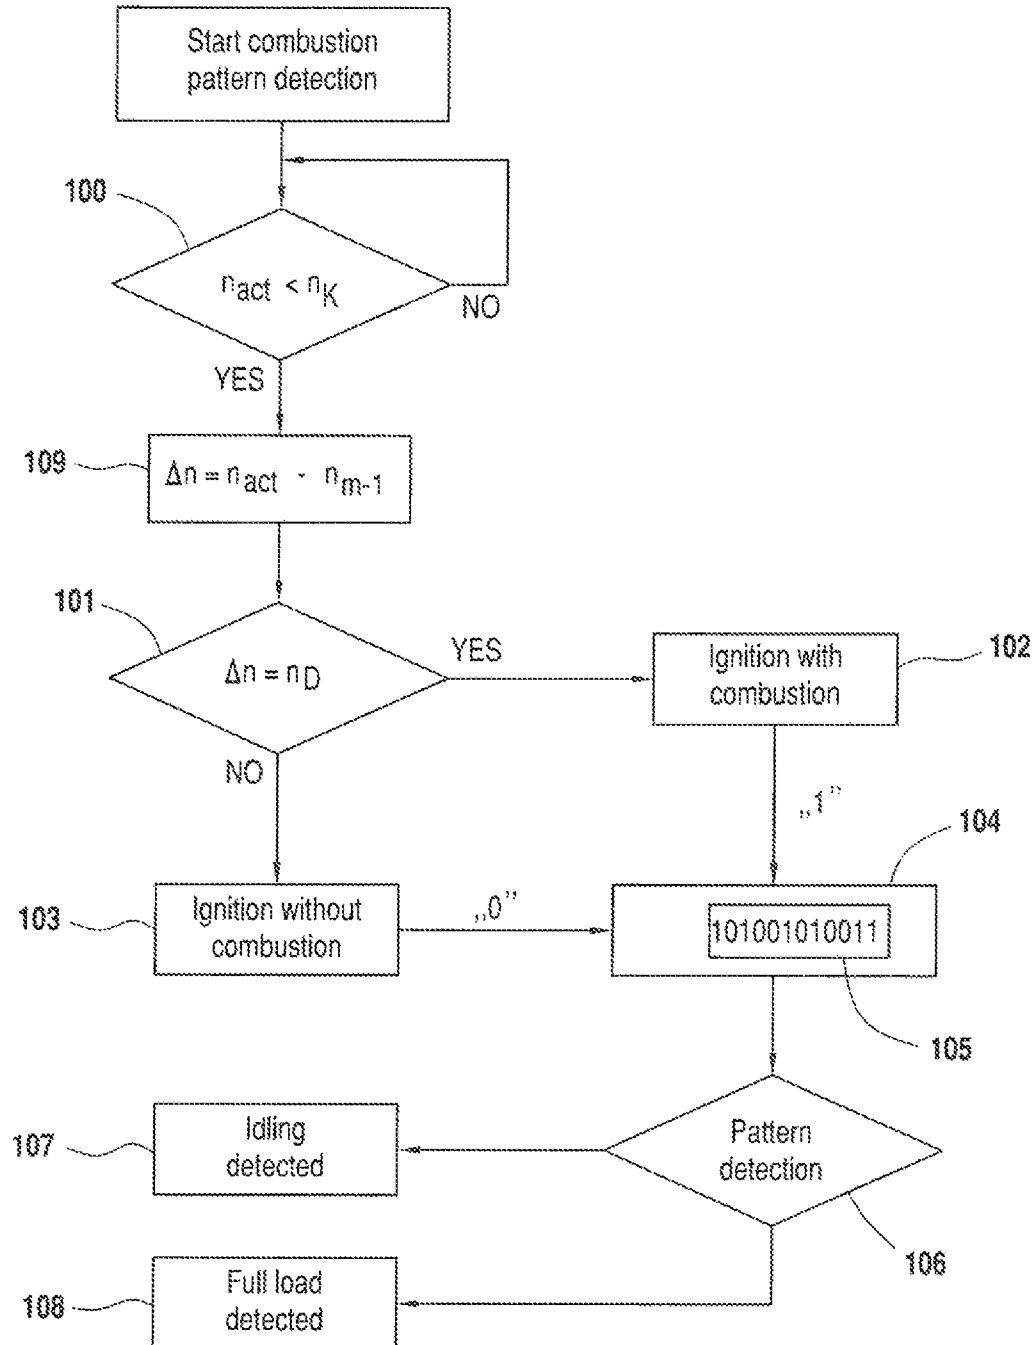 Start combustion
pattern detection
100
n_act < n_K
NO
YES
109
Δn = n_act - n_m-1
101
Δn = n_D
YES
Ignition with
combustion
102
NO
„1”
104
103
Ignition without
combustion
„0”
101001010011
105
107
Idling
detected
Pattern
detection
106
108
Full load
detected